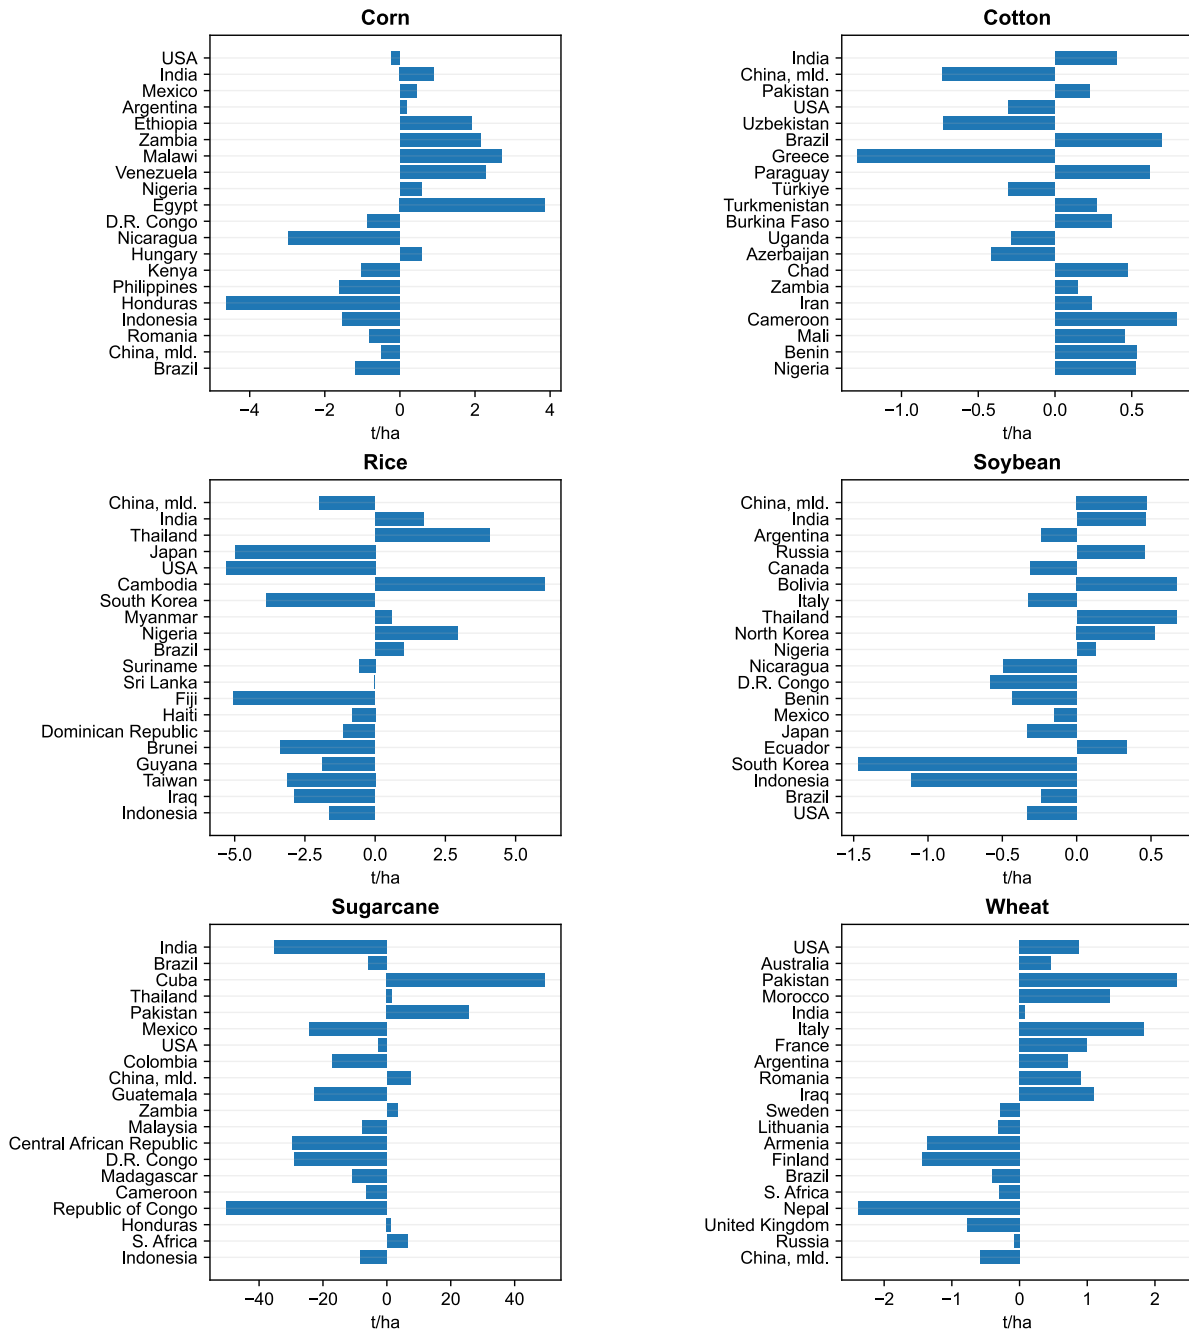 Corn
USA
India
Mexico
Argentina
Ethiopia
Zambia
Malawi
Venezuela
Nigeria
Egypt
D.R. Congo
Nicaragua
Hungary
Kenya
Philippines
Honduras
Indonesia
Romania
China, mld.
Brazil
−4 −2 0 2 4
t/ha
Cotton
India
China, mld.
Pakistan
USA
Uzbekistan
Brazil
Greece
Paraguay
Türkiye
Turkmenistan
Burkina Faso
Uganda
Azerbaijan
Chad
Zambia
Iran
Cameroon
Mali
Benin
Nigeria
−1.0 −0.5 0.0 0.5
t/ha
Rice
China, mld.
India
Thailand
Japan
USA
Cambodia
South Korea
Myanmar
Nigeria
Brazil
Suriname
Sri Lanka
Fiji
Haiti
Dominican Republic
Brunei
Guyana
Taiwan
Iraq
Indonesia
−5.0 −2.5 0.0 2.5 5.0
t/ha
Soybean
China, mld.
India
Argentina
Russia
Canada
Bolivia
Italy
Thailand
North Korea
Nigeria
Nicaragua
D.R. Congo
Benin
Mexico
Japan
Ecuador
South Korea
Indonesia
Brazil
USA
−1.5 −1.0 −0.5 0.0 0.5
t/ha
Sugarcane
India
Brazil
Cuba
Thailand
Pakistan
Mexico
USA
Colombia
China, mld.
Guatemala
Zambia
Malaysia
Central African Republic
D.R. Congo
Madagascar
Cameroon
Republic of Congo
Honduras
S. Africa
Indonesia
−40 −20 0 20 40
t/ha
Wheat
USA
Australia
Pakistan
Morocco
India
Italy
France
Argentina
Romania
Iraq
Sweden
Lithuania
Armenia
Finland
Brazil
S. Africa
Nepal
United Kingdom
Russia
China, mld.
−2 −1 0 1 2
t/ha